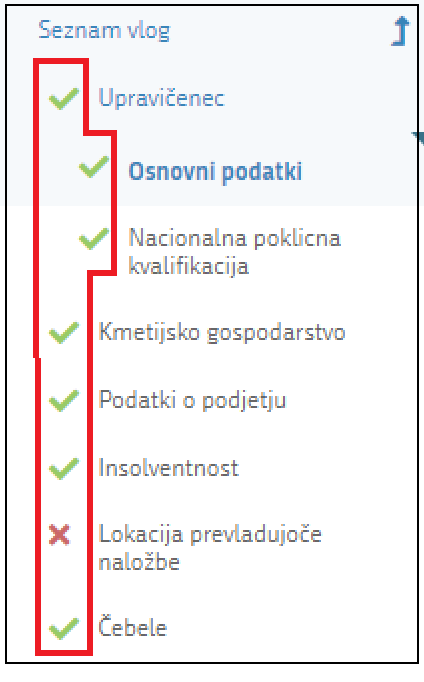 Seznam vlog
Upravičenec
Osnovni podatki
Nacionalna poklicna
kvalifikacija
Kmetijsko gospodarstvo
Podatki o podjetju
Insolventnost
Lokacija prevladujoče
naložbe
Čebele